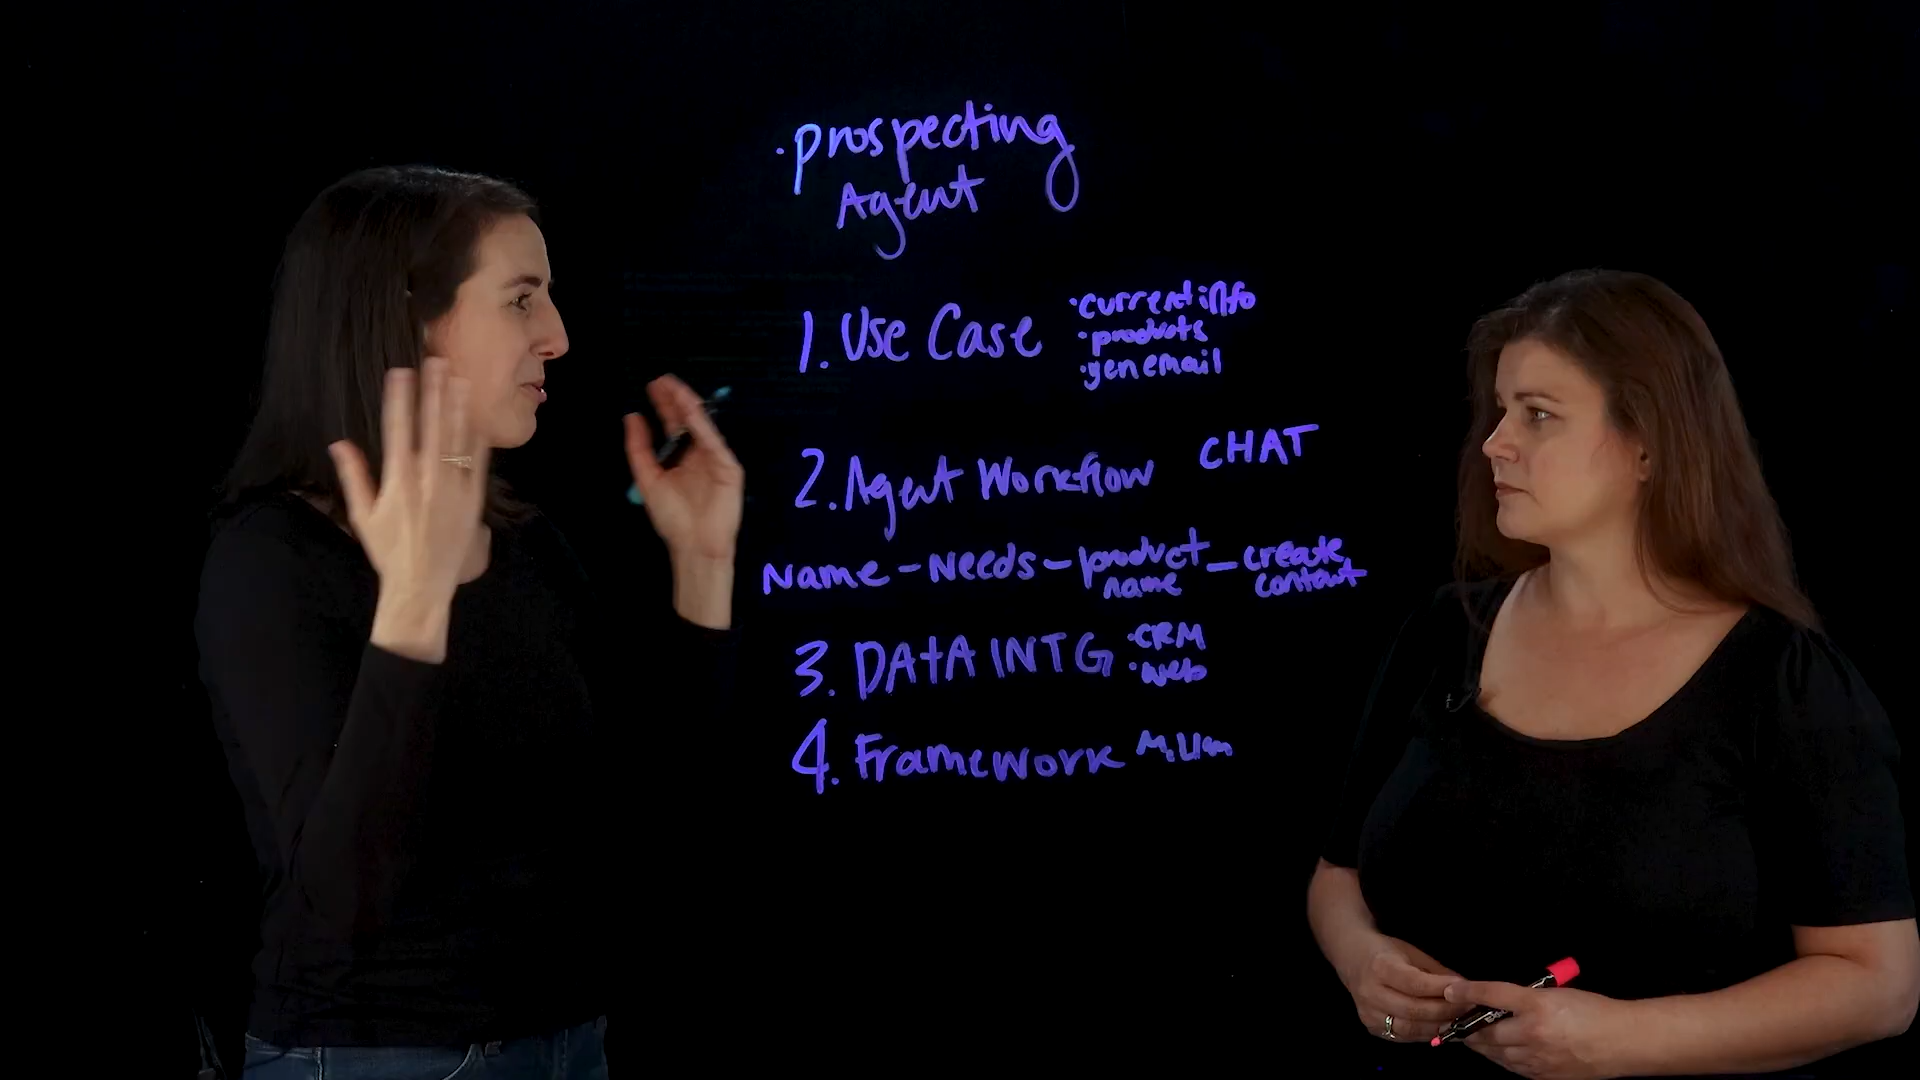 ·prospecting
Agent
1. Use Case
·current info
·products
·gen email
2. Agent Workflow CHAT
Name - Needs - product name - create content
3. DATA INTG
·CRM
·web
4. Framework